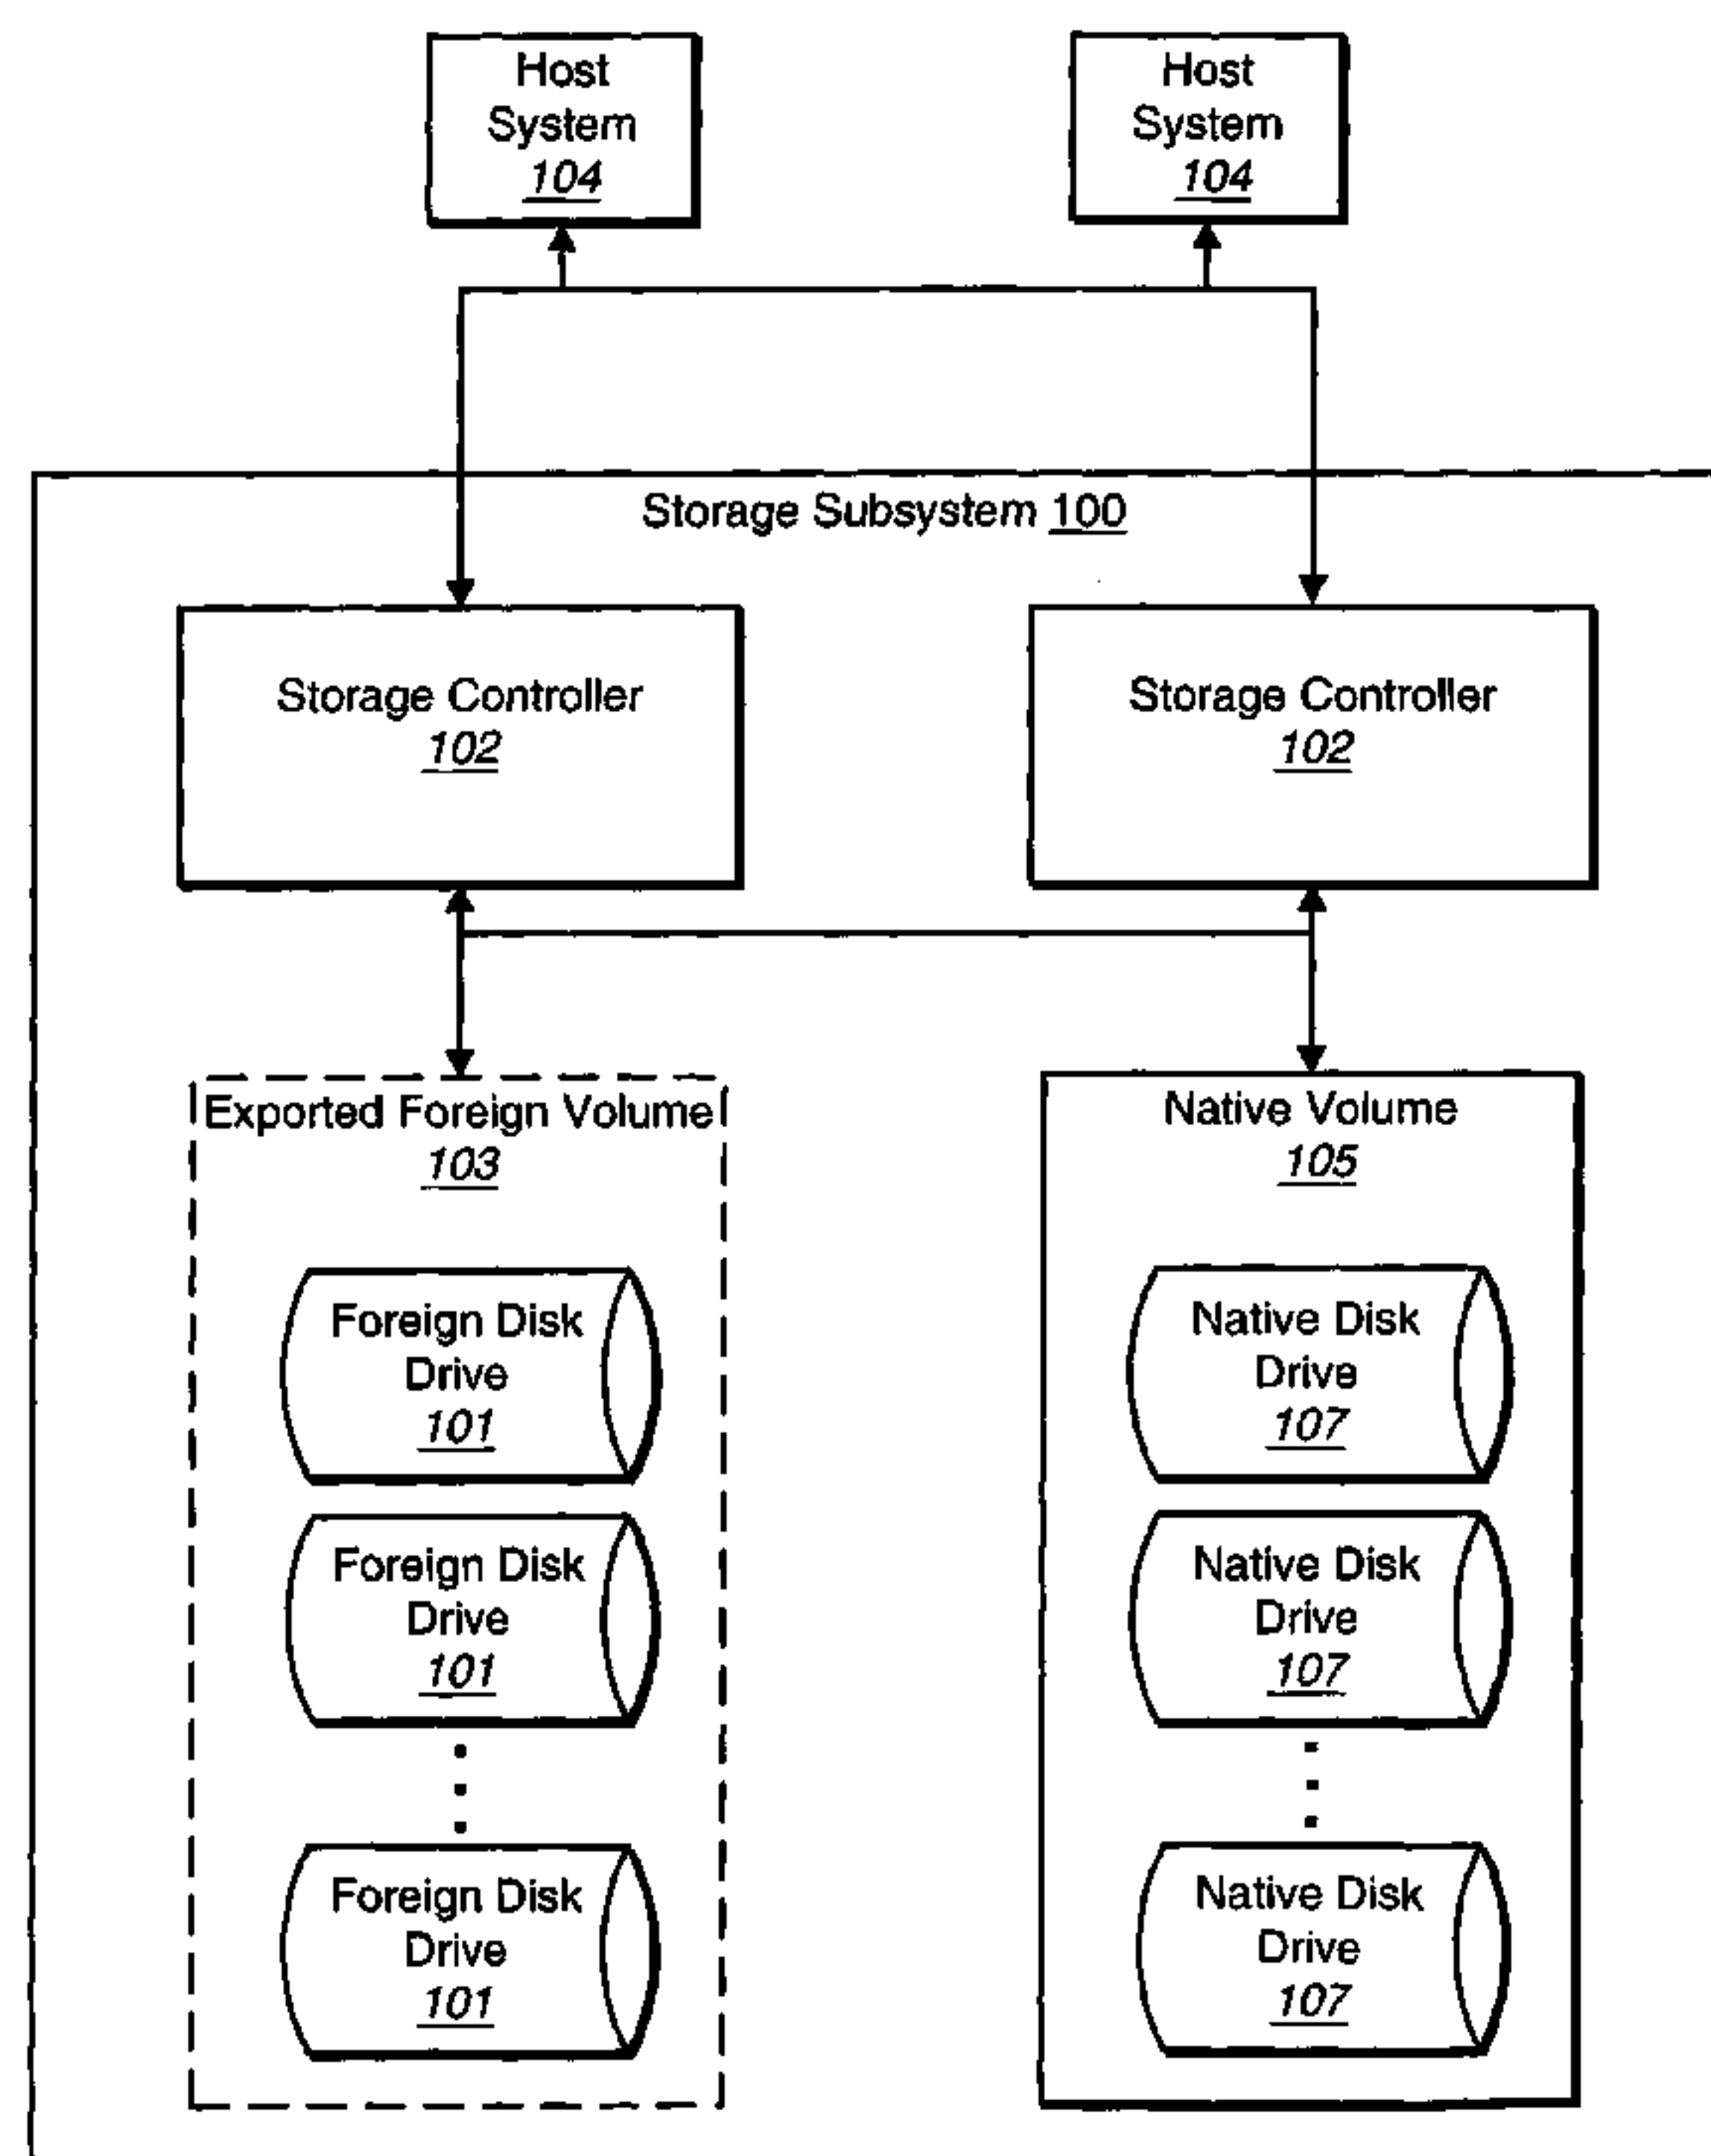 Host
System
104
Host
System
104
Storage Subsystem 100
Storage Controller
102
Storage Controller
102
Exported Foreign Volume
103
Foreign Disk
Drive
101
Foreign Disk
Drive
101
Foreign Disk
Drive
101
Native Volume
105
Native Disk
Drive
107
Native Disk
Drive
107
Native Disk
Drive
107